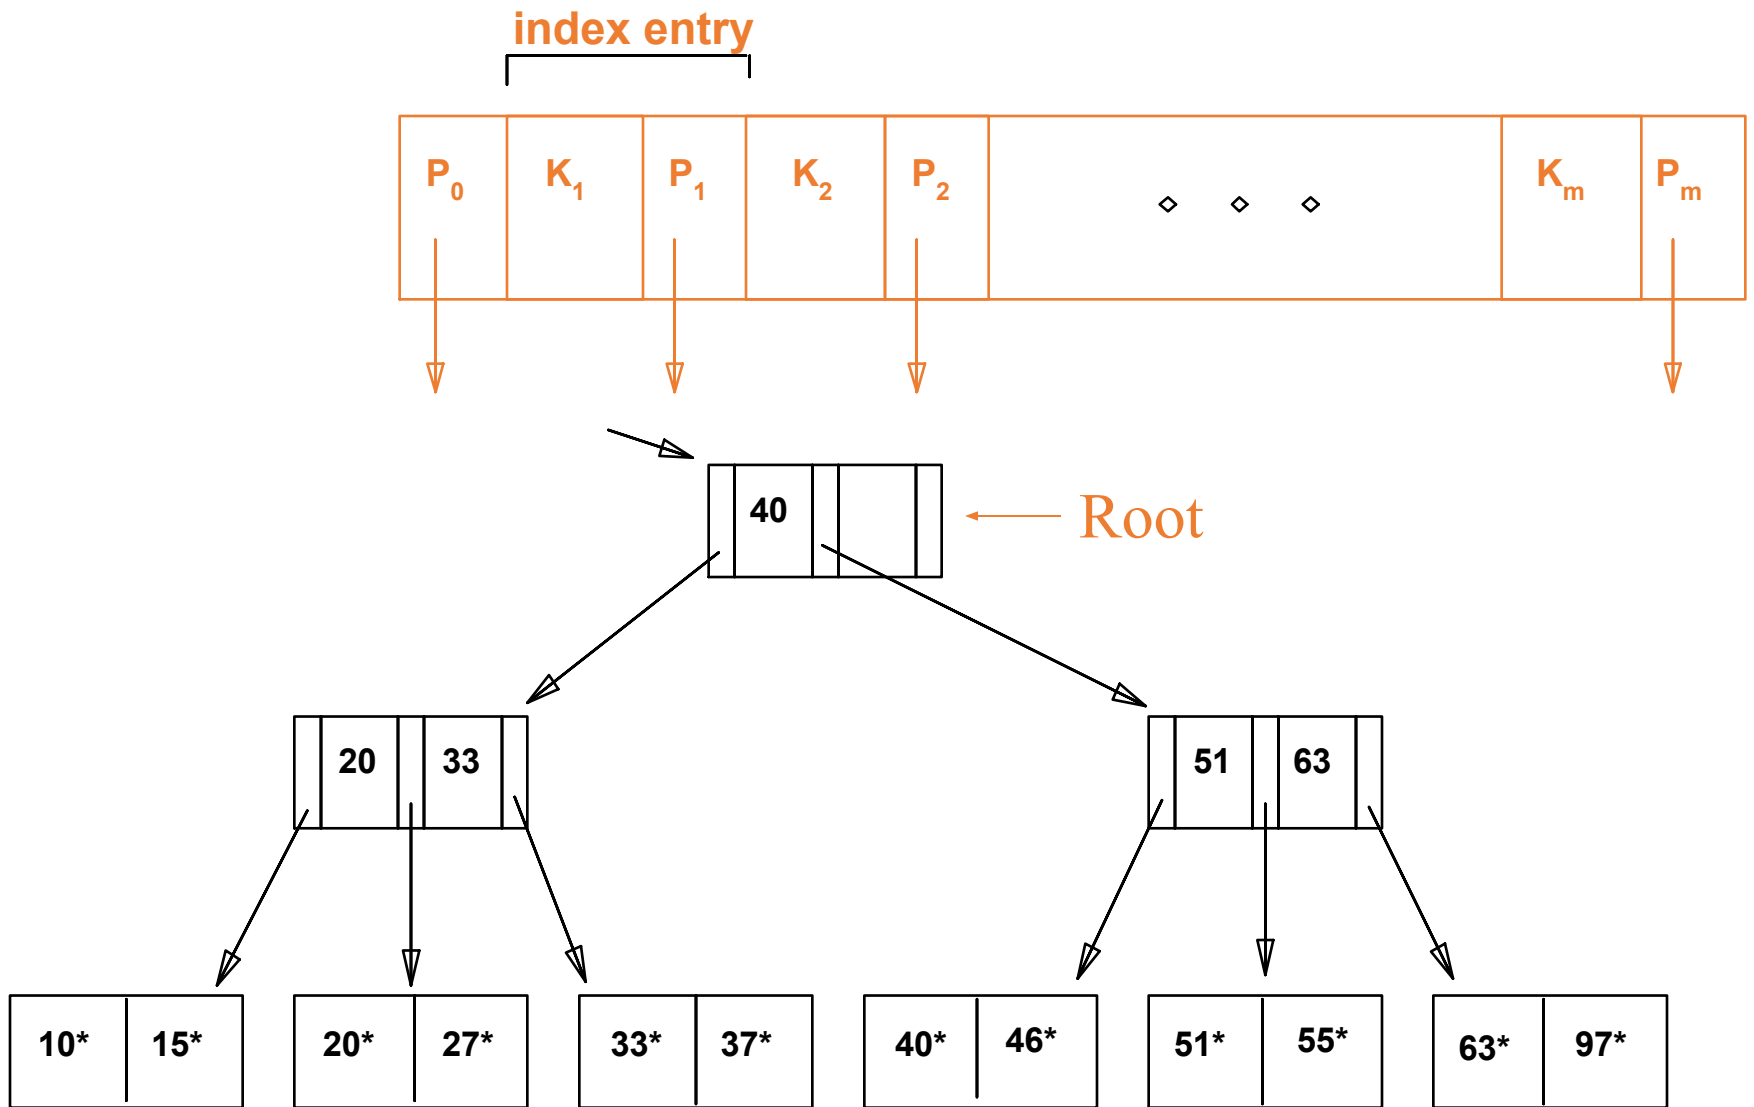 index entry
P0 K1 P1 K2 P2 Km Pm
40
Root
20 33 51 63
10* 15* 20* 27* 33* 37* 40* 46* 51* 55* 63* 97*